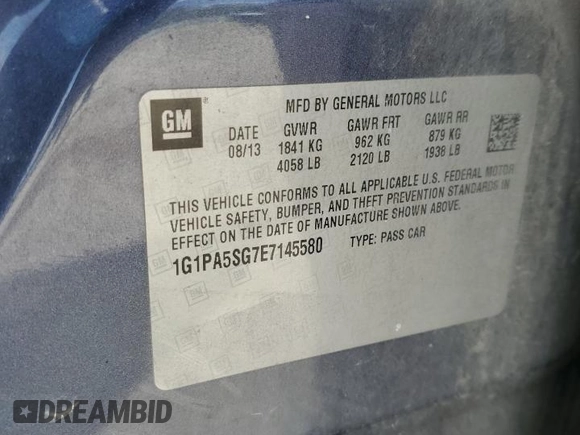 GM
MFD BY GENERAL MOTORS LLC
DATE GVWR GAWR FRT GAWR RR
08/13 1841 KG 962 KG 879 KG
4058 LB 2120 LB 1938 LB
THIS VEHICLE CONFORMS TO ALL APPLICABLE U.S. FEDERAL MOTOR
VEHICLE SAFETY, BUMPER, AND THEFT PREVENTION STANDARDS IN
EFFECT ON THE DATE OF MANUFACTURE SHOWN ABOVE.
1G1PA5SG7E7145580 TYPE: PASS CAR
DREAMBID